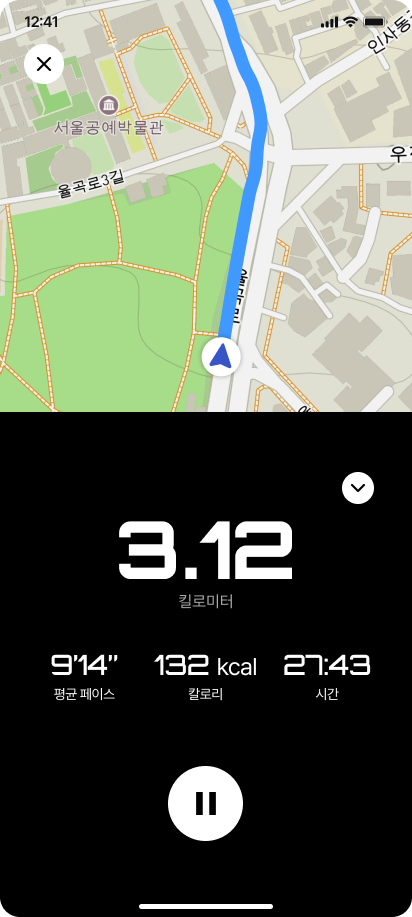 12:41
인사동
서울공예박물관
우정
율곡로3길
3.12
킬로미터
9'14"
132 kcal
27:43
평균 페이스
칼로리
시간